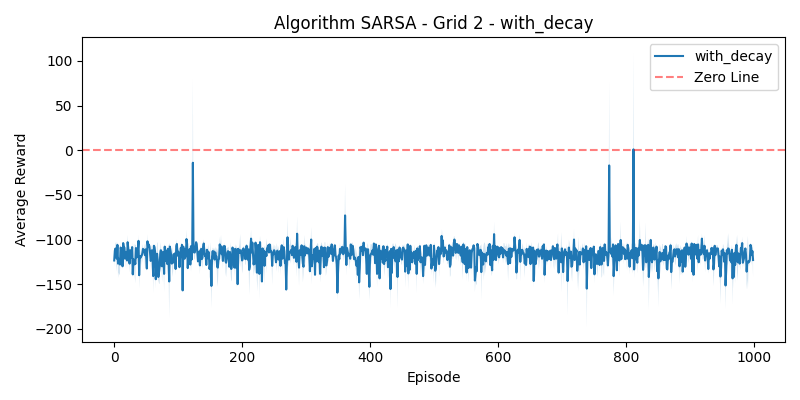 Algorithm SARSA - Grid 2 - with_decay
with_decay
Zero Line
Average Reward
100
50
0
−50
−100
−150
−200
0
200
400
600
800
1000
Episode